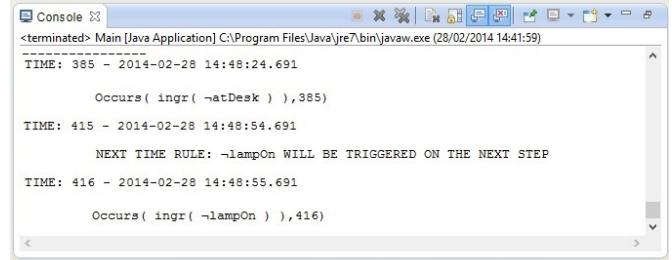 Console
<terminated> Main [Java Application] C:\Program Files\Java\jre7\bin\javaw.exe (28/02/2014 14:41:59)
----------------
TIME: 385 - 2014-02-28 14:48:24.691
Occurs( ingr( ¬atDesk ) ),385)
TIME: 415 - 2014-02-28 14:48:54.691
NEXT TIME RULE: ¬lampOn WILL BE TRIGGERED ON THE NEXT STEP
TIME: 416 - 2014-02-28 14:48:55.691
Occurs( ingr( ¬lampOn ) ),416)